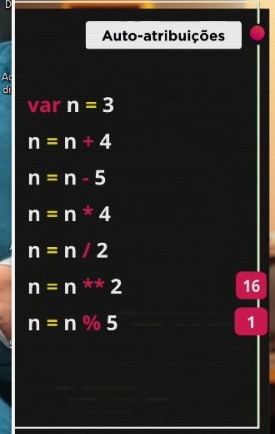 Auto-atribuições
var n = 3
n = n + 4
n = n - 5
n = n * 4
n = n / 2
n = n ** 2 16
n = n % 5 1